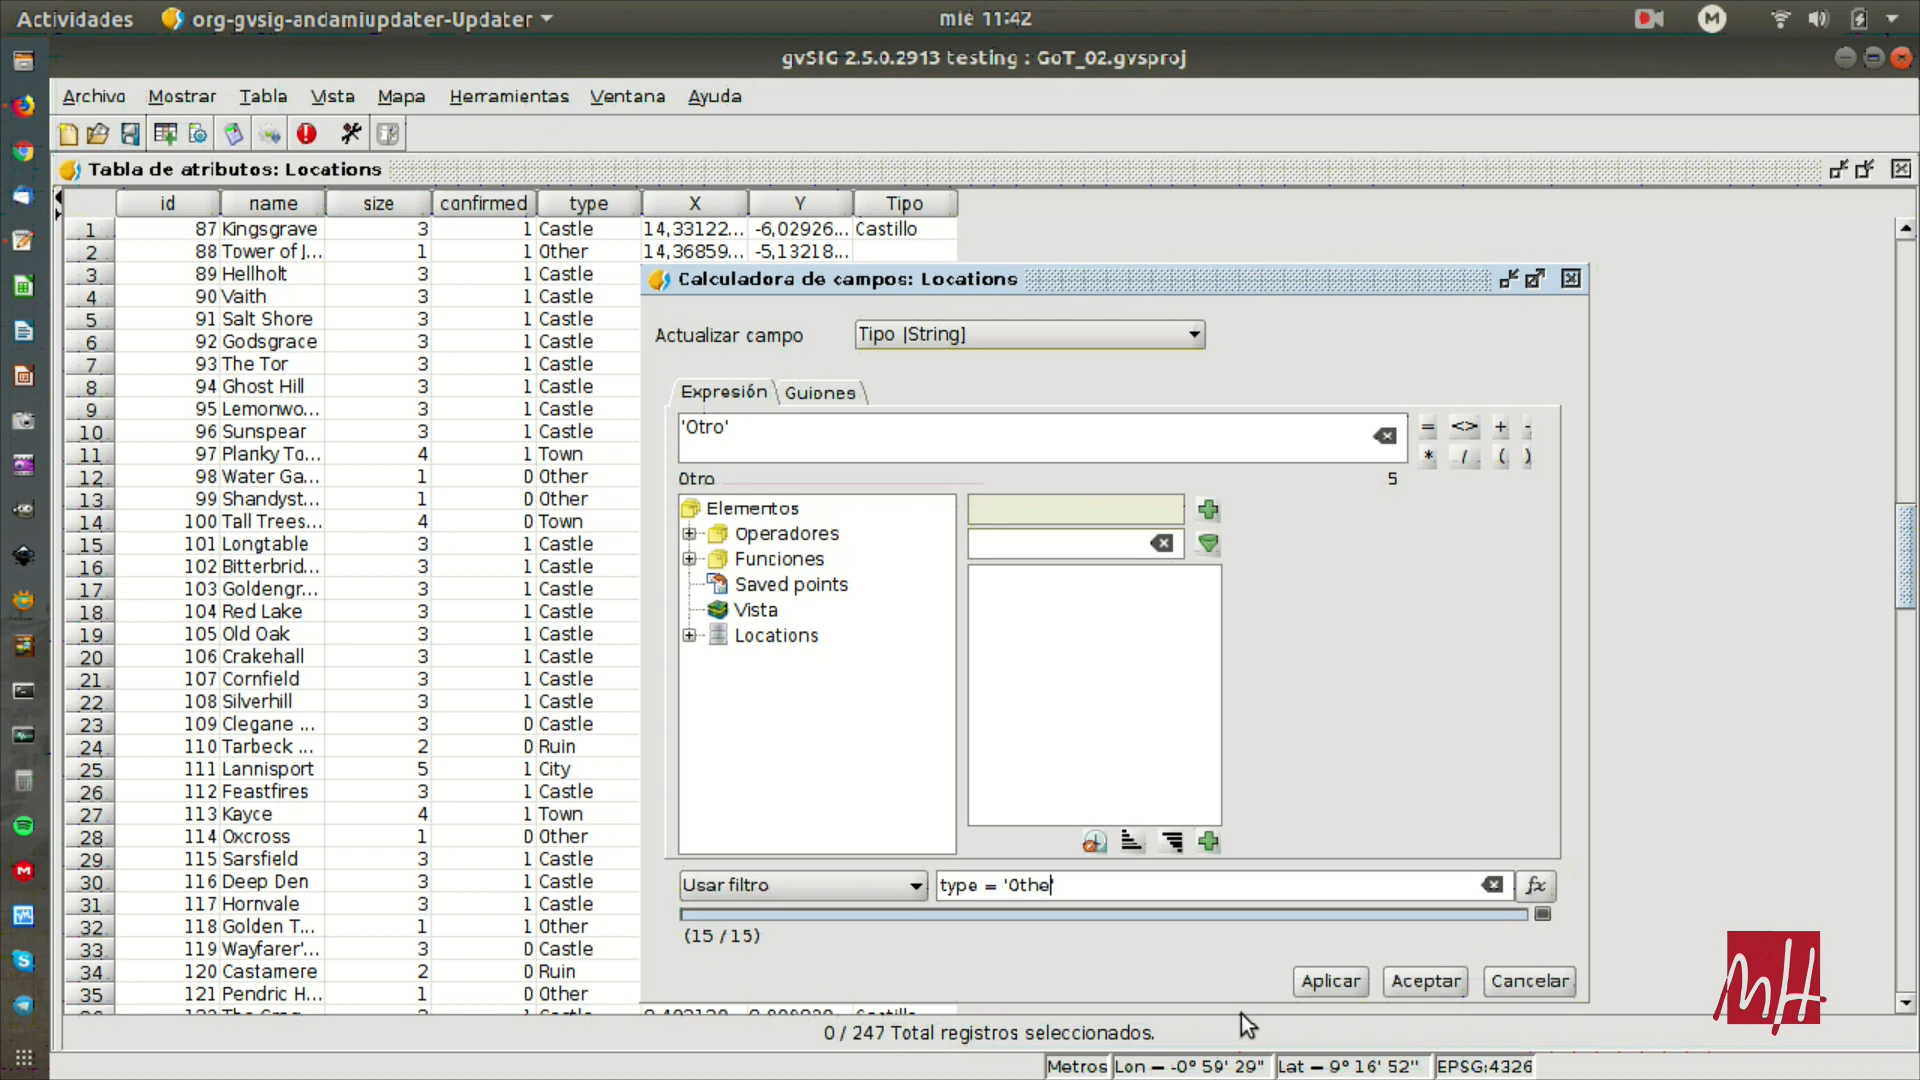 Actividades org-gvsig-andamiupdater-Updater mié 11:42
gvSIG 2.5.0.2913 testing : GoT_02.gvsproj
Archivo Mostrar Tabla Vista Mapa Herramientas Ventana Ayuda
Tabla de atributos: Locations
id name size confirmed type X Y Tipo
1 87 Kingsgrave 3 1 Castle 14,33122... -6,02926... Castillo
2 88 Tower of J... 1 1 Other 14,36859... -5,13218...
3 89 Hellholt 3 1 Castle
4 90 Vaith 3 1 Castle
5 91 Salt Shore 3 1 Castle
6 92 Godsgrace 3 1 Castle
7 93 The Tor 3 1 Castle
8 94 Ghost Hill 3 1 Castle
9 95 Lemonwo... 3 1 Castle
10 96 Sunspear 3 1 Castle
11 97 Planky To... 4 1 Town
12 98 Water Ga... 1 0 Other
13 99 Shandyst... 1 0 Other
14 100 Tall Trees... 4 0 Town
15 101 Longtable 3 1 Castle
16 102 Bitterbrid... 3 1 Castle
17 103 Goldengr... 3 1 Castle
18 104 Red Lake 3 1 Castle
19 105 Old Oak 3 1 Castle
20 106 Crakehall 3 1 Castle
21 107 Cornfield 3 1 Castle
22 108 Silverhill 3 1 Castle
23 109 Clegane ... 3 0 Castle
24 110 Tarbeck ... 2 0 Ruin
25 111 Lannisport 5 1 City
26 112 Feastfires 3 1 Castle
27 113 Kayce 4 1 Town
28 114 Oxcross 1 0 Other
29 115 Sarsfield 3 1 Castle
30 116 Deep Den 3 1 Castle
31 117 Hornvale 3 1 Castle
32 118 Golden T... 1 1 Other
33 119 Wayfarer'... 3 0 Castle
34 120 Castamere 2 0 Ruin
35 121 Pendric H... 1 0 Other
Calculadora de campos: Locations
Actualizar campo Tipo |String]
Expresión Guiones
'Otro'
= <> + -
* / ( )
Otro 5
Elementos
Operadores
Funciones
Saved points
Vista
Locations
Usar filtro type = 'Othe' fx
(15 / 15)
Aplicar Aceptar Cancelar
MH
0 / 247 Total registros seleccionados.
Metros Lon = -0° 59' 29" Lat = 9° 16' 52" EPSG:4326